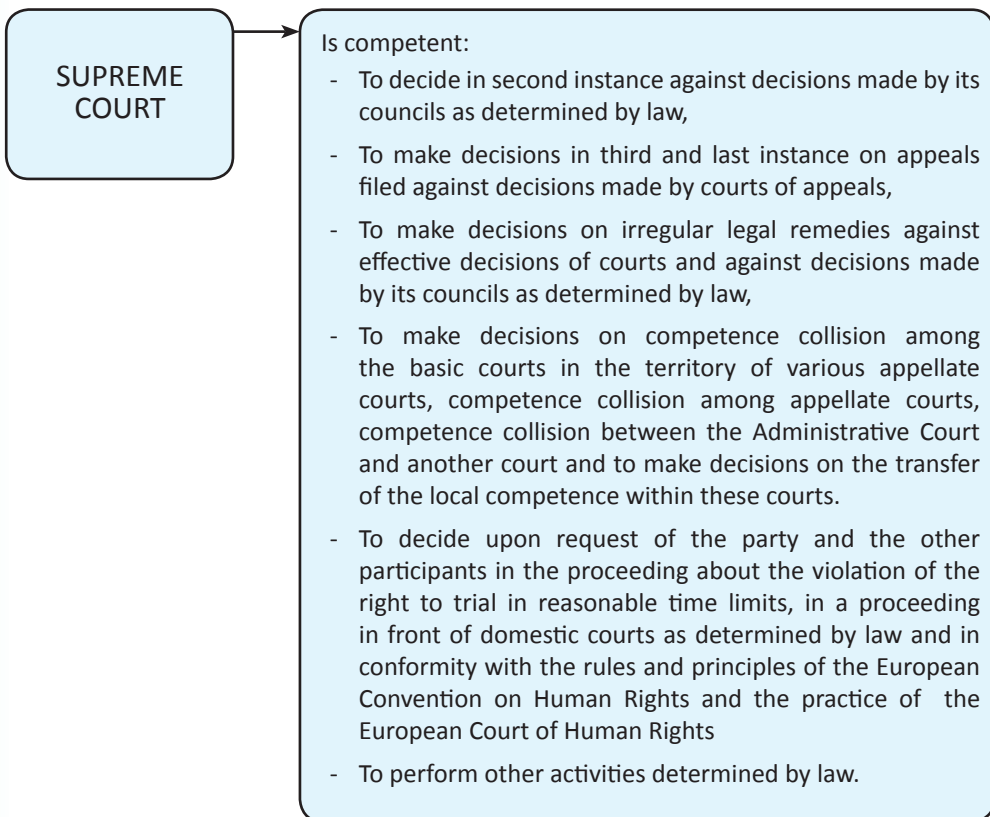 SUPREME
COURT
Is competent:
- To decide in second instance against decisions made by its
councils as determined by law,
- To make decisions in third and last instance on appeals
filed against decisions made by courts of appeals,
- To make decisions on irregular legal remedies against
effective decisions of courts and against decisions made
by its councils as determined by law,
- To make decisions on competence collision among
the basic courts in the territory of various appellate
courts, competence collision among appellate courts,
competence collision between the Administrative Court
and another court and to make decisions on the transfer
of the local competence within these courts.
- To decide upon request of the party and the other
participants in the proceeding about the violation of the
right to trial in reasonable time limits, in a proceeding
in front of domestic courts as determined by law and in
conformity with the rules and principles of the European
Convention on Human Rights and the practice of the
European Court of Human Rights
- To perform other activities determined by law.